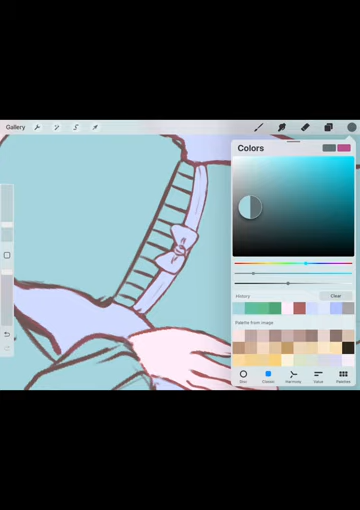 Gallery
Colors
History
Clear
Palette from image
Disc Classic Harmony Value Palettes